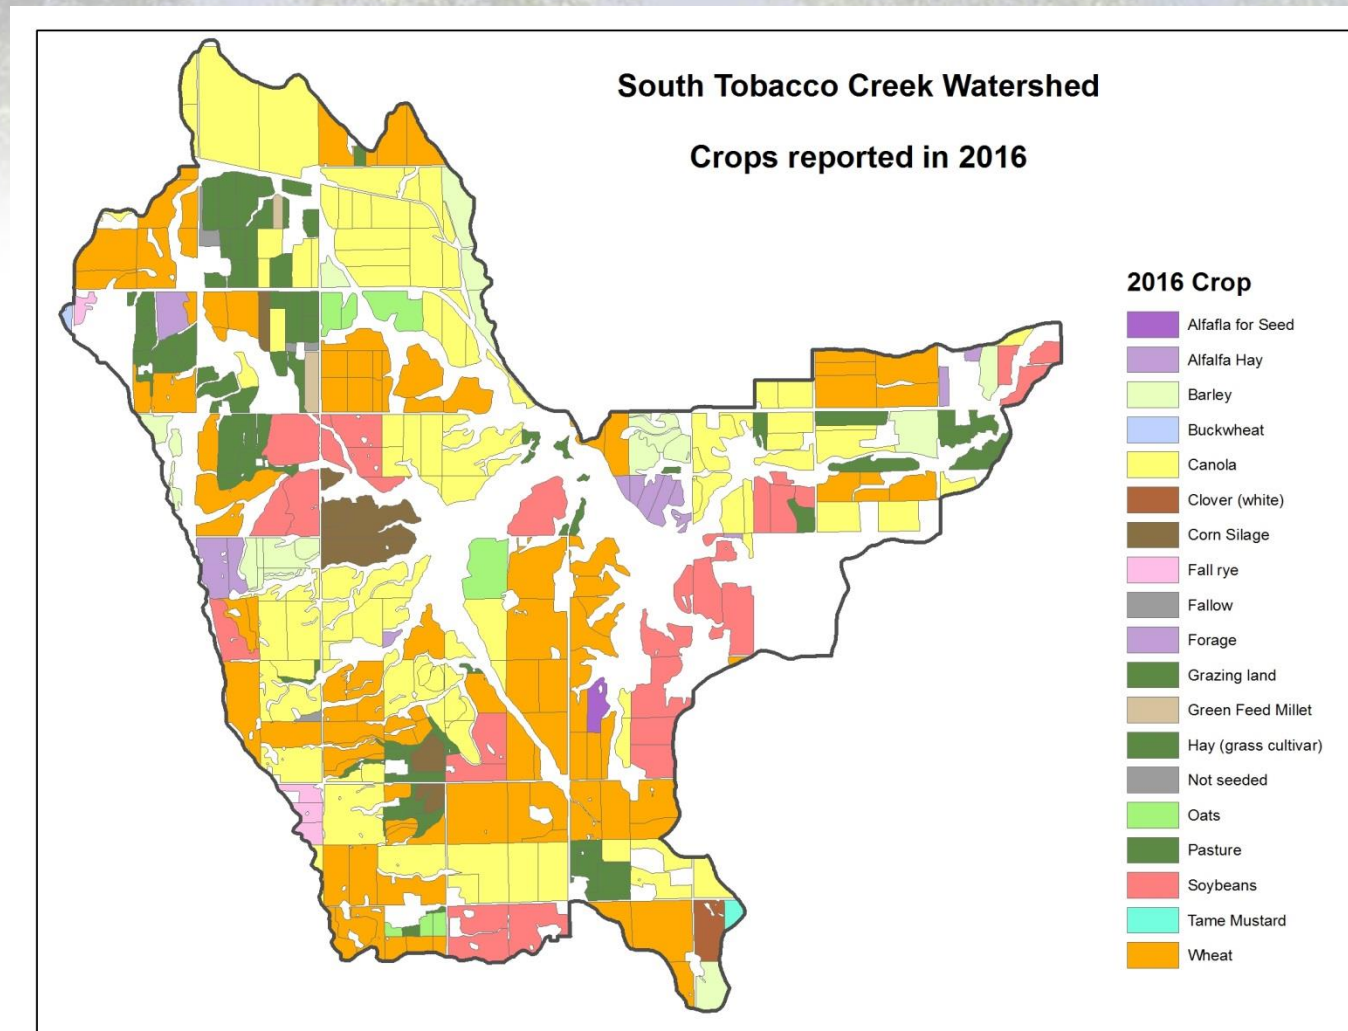 South Tobacco Creek Watershed
Crops reported in 2016
2016 Crop
Alfafla for Seed
Alfalfa Hay
Barley
Buckwheat
Canola
Clover (white)
Corn Silage
Fall rye
Fallow
Forage
Grazing land
Green Feed Millet
Hay (grass cultivar)
Not seeded
Oats
Pasture
Soybeans
Tame Mustard
Wheat